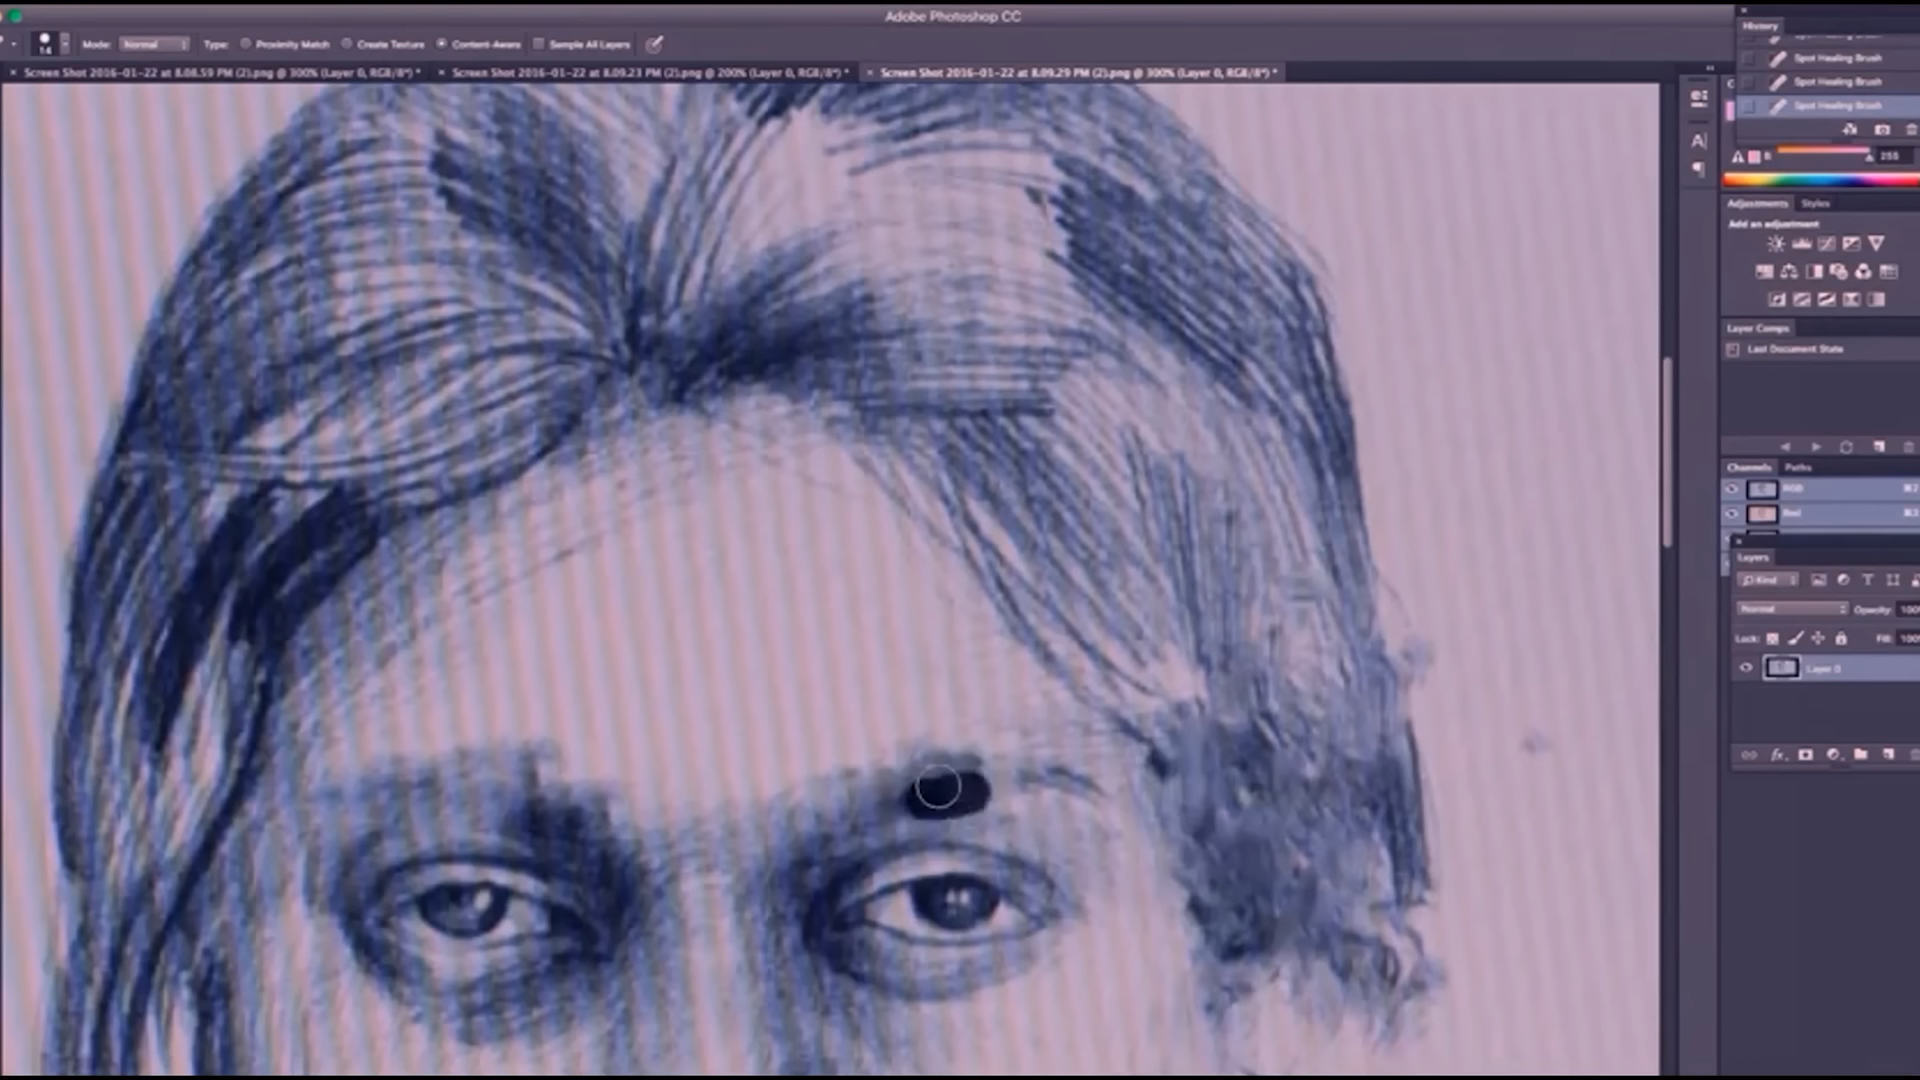 Adobe Photoshop CC
14 Mode: Normal Type: Proximity Match Create Texture Content-Aware Sample All Layers
× Screen Shot 2016-01-22 at 8.08.59 PM (2).png @ 300% (Layer 0, RGB/8*) * × Screen Shot 2016-01-22 at 8.09.23 PM (2).png @ 200% (Layer 0, RGB/8*) * × Screen Shot 2016-01-22 at 8.09.29 PM (2).png @ 300% (Layer 0, RGB/8*) *
History
Spot Healing Brush
Spot Healing Brush
Spot Healing Brush
B 255
Adjustments Styles
Add an adjustment
Layer Comps
Last Document State
Channels Paths
RGB
Red
Layers
Kind
Normal Opacity: 100
Lock: Fill: 100
Layer 0